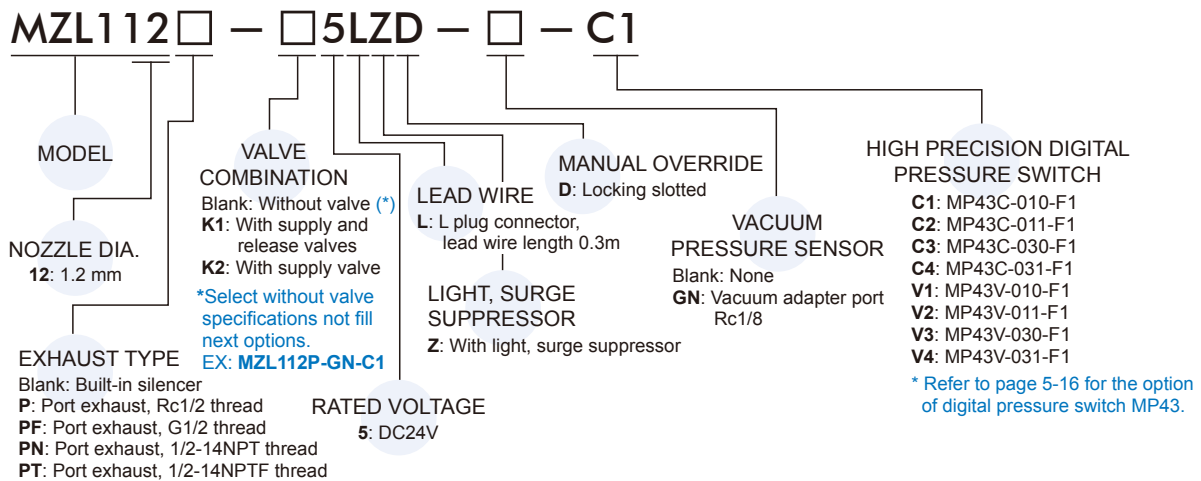 MZL112□ – □5LZD – □ – C1
MODEL
NOZZLE DIA.
12: 1.2 mm
EXHAUST TYPE
Blank: Built-in silencer
P: Port exhaust, Rc1/2 thread
PF: Port exhaust, G1/2 thread
PN: Port exhaust, 1/2-14NPT thread
PT: Port exhaust, 1/2-14NPTF thread
VALVE
COMBINATION
Blank: Without valve (*)
K1: With supply and
release valves
K2: With supply valve
*Select without valve
specifications not fill
next options.
EX: MZL112P-GN-C1
RATED VOLTAGE
5: DC24V
LEAD WIRE
L: L plug connector,
lead wire length 0.3m
LIGHT, SURGE
SUPPRESSOR
Z: With light, surge suppressor
MANUAL OVERRIDE
D: Locking slotted
VACUUM
PRESSURE SENSOR
Blank: None
GN: Vacuum adapter port
Rc1/8
HIGH PRECISION DIGITAL
PRESSURE SWITCH
C1: MP43C-010-F1
C2: MP43C-011-F1
C3: MP43C-030-F1
C4: MP43C-031-F1
V1: MP43V-010-F1
V2: MP43V-011-F1
V3: MP43V-030-F1
V4: MP43V-031-F1
* Refer to page 5-16 for the option
of digital pressure switch MP43.